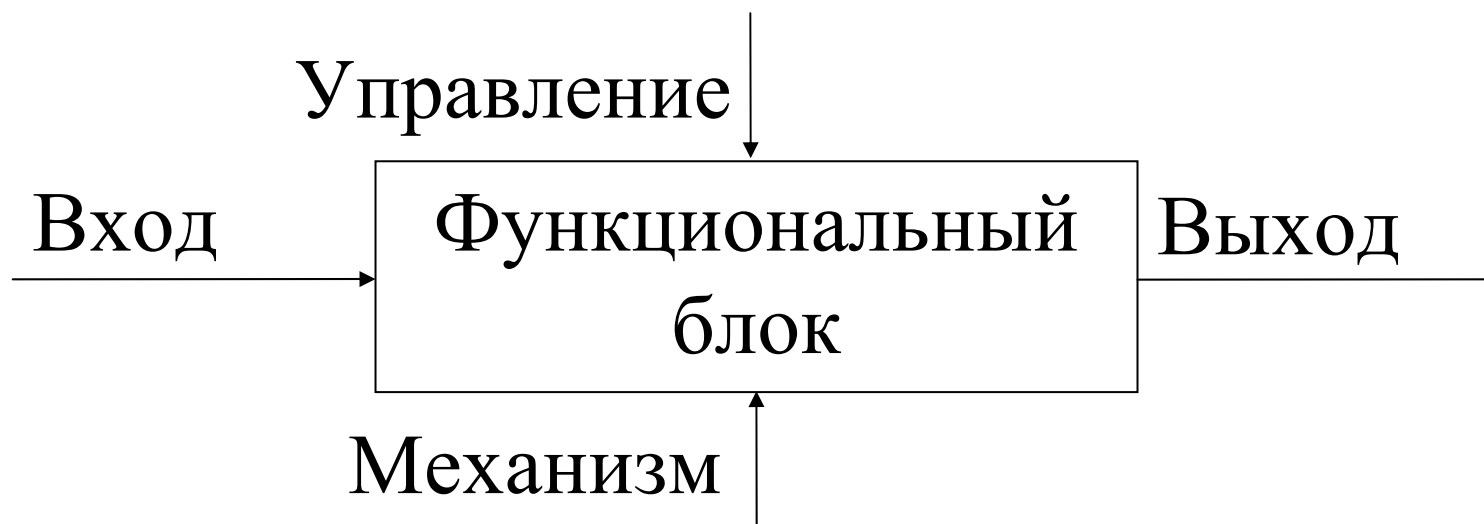 Управление
Вход
Функциональный
блок
Выход
Механизм